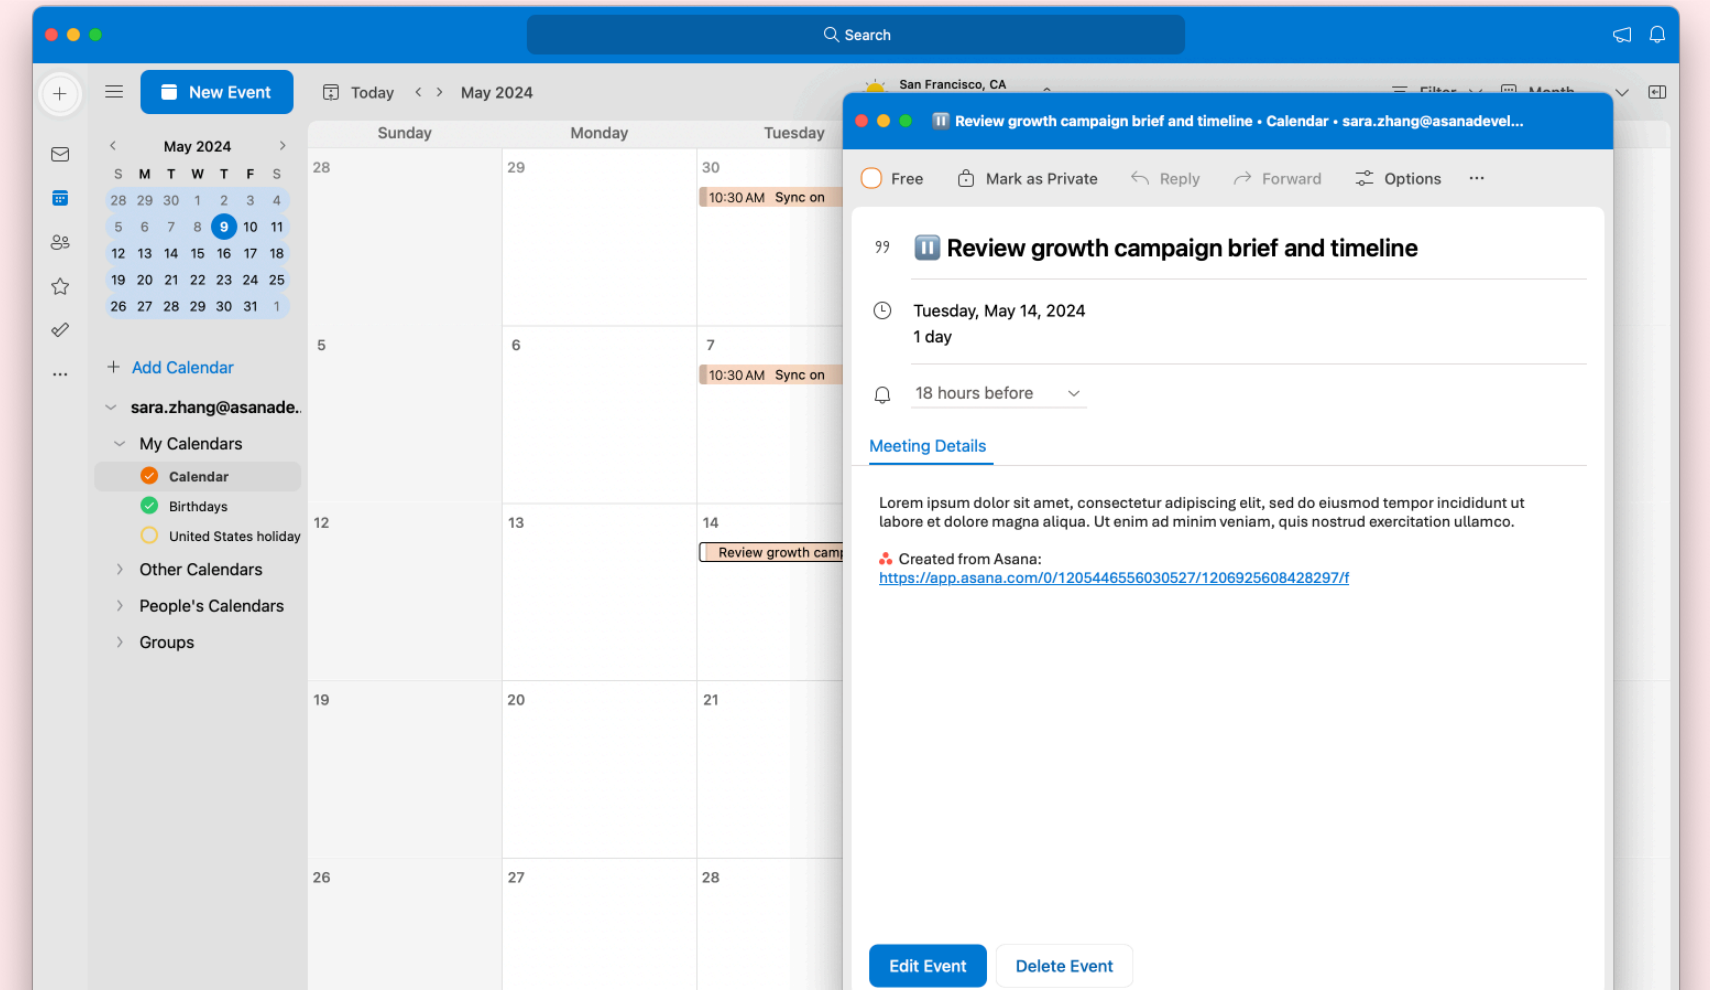 Search
New Event
Today
May 2024
San Francisco, CA
Filter
Month
May 2024
S M T W T F S
28 29 30 1 2 3 4
5 6 7 8 9 10 11
12 13 14 15 16 17 18
19 20 21 22 23 24 25
26 27 28 29 30 31 1
Add Calendar
sara.zhang@asanade..
My Calendars
Calendar
Birthdays
United States holiday
Other Calendars
People's Calendars
Groups
Sunday Monday Tuesday
28 29 30
10:30 AM Sync on
5 6 7
10:30 AM Sync on
12 13 14
Review growth camp
19 20 21
26 27 28
Review growth campaign brief and timeline • Calendar • sara.zhang@asanadevel...
Free Mark as Private Reply Forward Options
Review growth campaign brief and timeline
Tuesday, May 14, 2024
1 day
18 hours before
Meeting Details
Lorem ipsum dolor sit amet, consectetur adipiscing elit, sed do eiusmod tempor incididunt ut
labore et dolore magna aliqua. Ut enim ad minim veniam, quis nostrud exercitation ullamco.
Created from Asana:
https://app.asana.com/0/1205446556030527/1206925608428297/f
Edit Event Delete Event